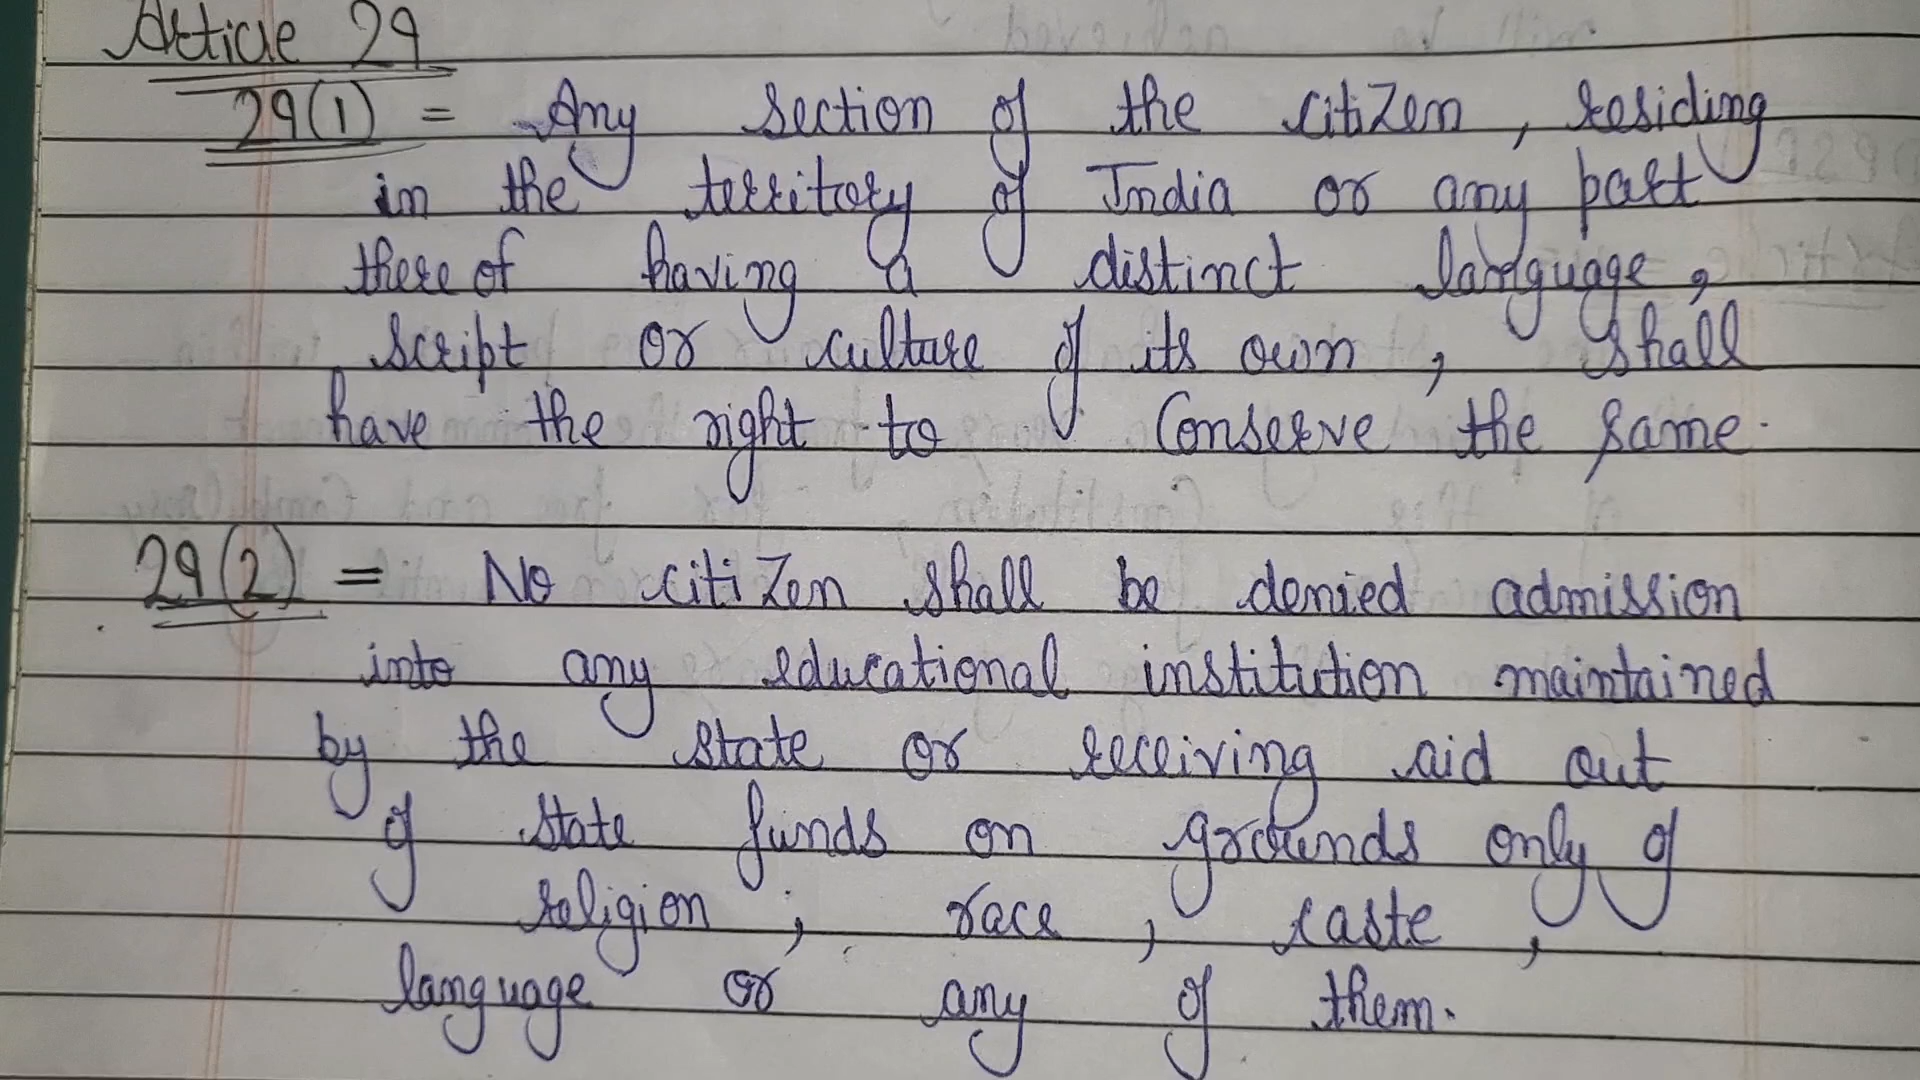 Article 29
29(1) = Any section of the citizen, residing
in the territory of India or any part
there of having a distinct language,
script or culture of its own, shall
have the right to Conserve the same.
29(2) = No citizen shall be denied admission
into any educational institution maintained
by the state or receiving aid out
of state funds on grounds only of
religion, race, caste,
language or any of them.